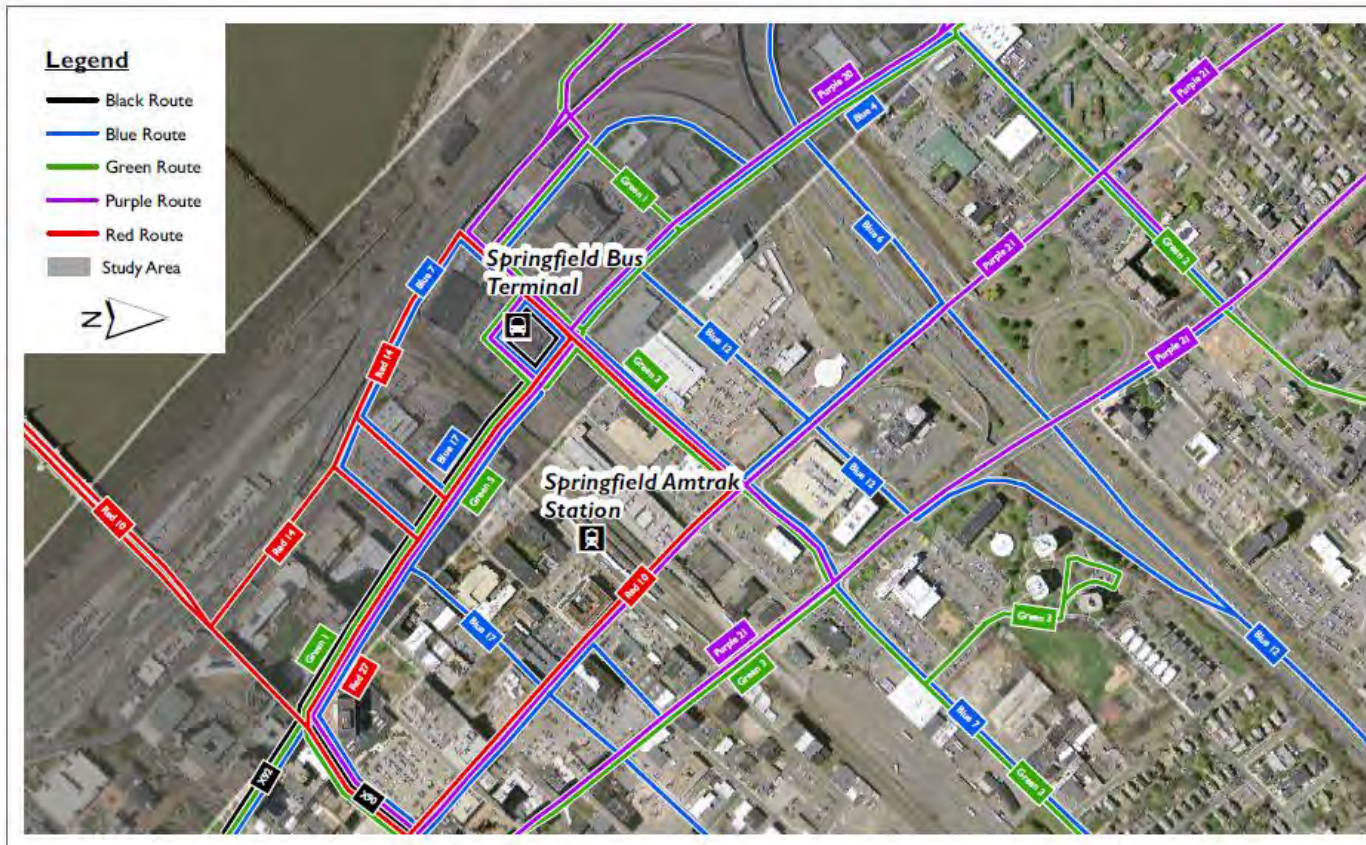 Legend
Black Route
Blue Route
Green Route
Purple Route
Red Route
Study Area
N
Purple 20
Blue 4
Purple 21
Green 1
Blue 6
Green 2
Purple 21
Springfield Bus
Terminal
Blue 7
Blue 12
Purple 21
Red 14
Green 2
Blue 17
Green 5
Springfield Amtrak
Station
Blue 12
Red 10
Red 14
Red 10
Green 3
Blue 17
Green 1
Purple 21
Green 3
Blue 12
Red 27
Blue 7
X92
X90
Green 3